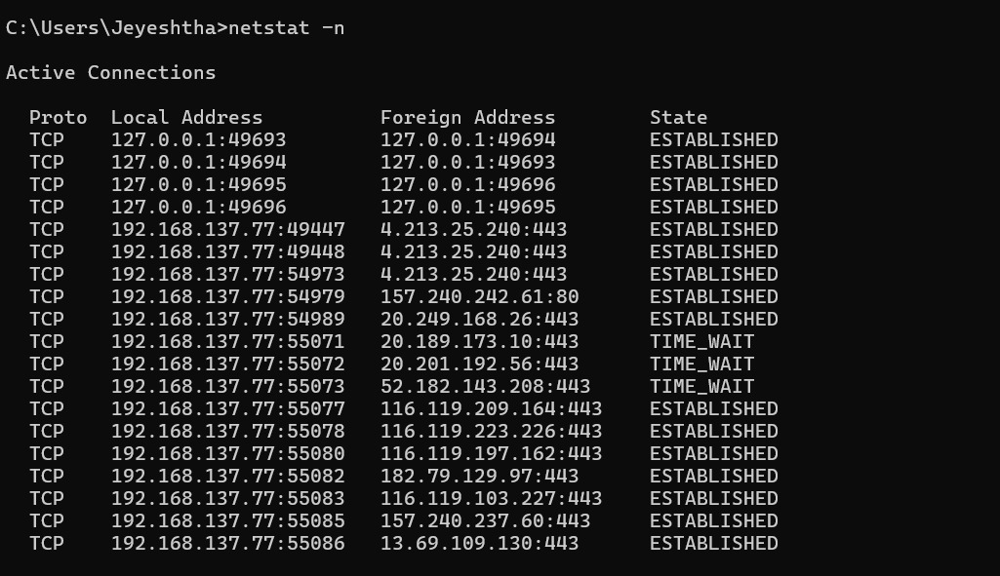 C:\Users\Jeyeshtha>netstat -n
Active Connections
Proto  Local Address          Foreign Address        State
TCP    127.0.0.1:49693        127.0.0.1:49694        ESTABLISHED
TCP    127.0.0.1:49694        127.0.0.1:49693        ESTABLISHED
TCP    127.0.0.1:49695        127.0.0.1:49696        ESTABLISHED
TCP    127.0.0.1:49696        127.0.0.1:49695        ESTABLISHED
TCP    192.168.137.77:49447   4.213.25.240:443       ESTABLISHED
TCP    192.168.137.77:49448   4.213.25.240:443       ESTABLISHED
TCP    192.168.137.77:54973   4.213.25.240:443       ESTABLISHED
TCP    192.168.137.77:54979   157.240.242.61:80      ESTABLISHED
TCP    192.168.137.77:54989   20.249.168.26:443      ESTABLISHED
TCP    192.168.137.77:55071   20.189.173.10:443      TIME_WAIT
TCP    192.168.137.77:55072   20.201.192.56:443      TIME_WAIT
TCP    192.168.137.77:55073   52.182.143.208:443     TIME_WAIT
TCP    192.168.137.77:55077   116.119.209.164:443    ESTABLISHED
TCP    192.168.137.77:55078   116.119.223.226:443    ESTABLISHED
TCP    192.168.137.77:55080   116.119.197.162:443    ESTABLISHED
TCP    192.168.137.77:55082   182.79.129.97:443      ESTABLISHED
TCP    192.168.137.77:55083   116.119.103.227:443    ESTABLISHED
TCP    192.168.137.77:55085   157.240.237.60:443     ESTABLISHED
TCP    192.168.137.77:55086   13.69.109.130:443      ESTABLISHED